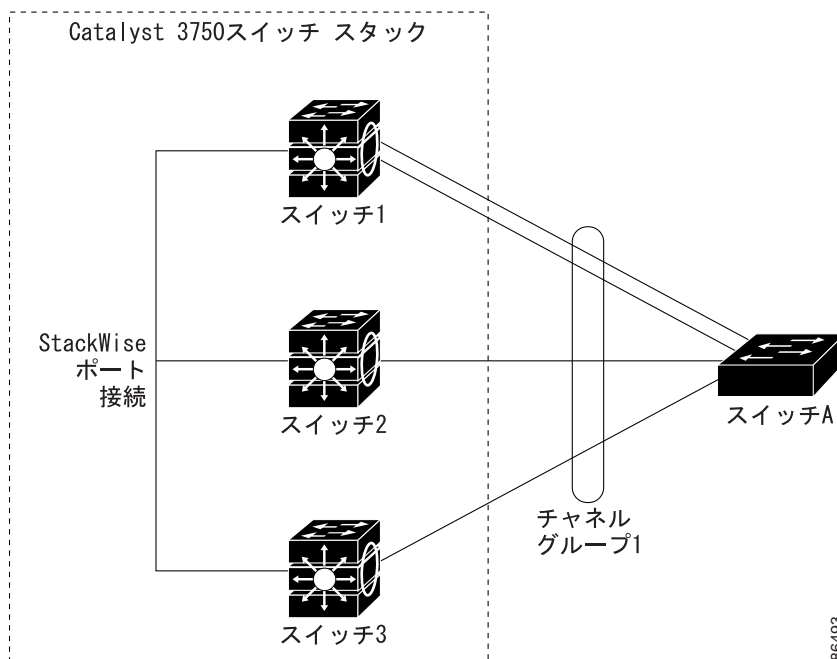 Catalyst 3750スイッチ スタック
スイッチ1
StackWise
ポート
接続
スイッチ2
スイッチA
チャネル
グループ1
スイッチ3
86493